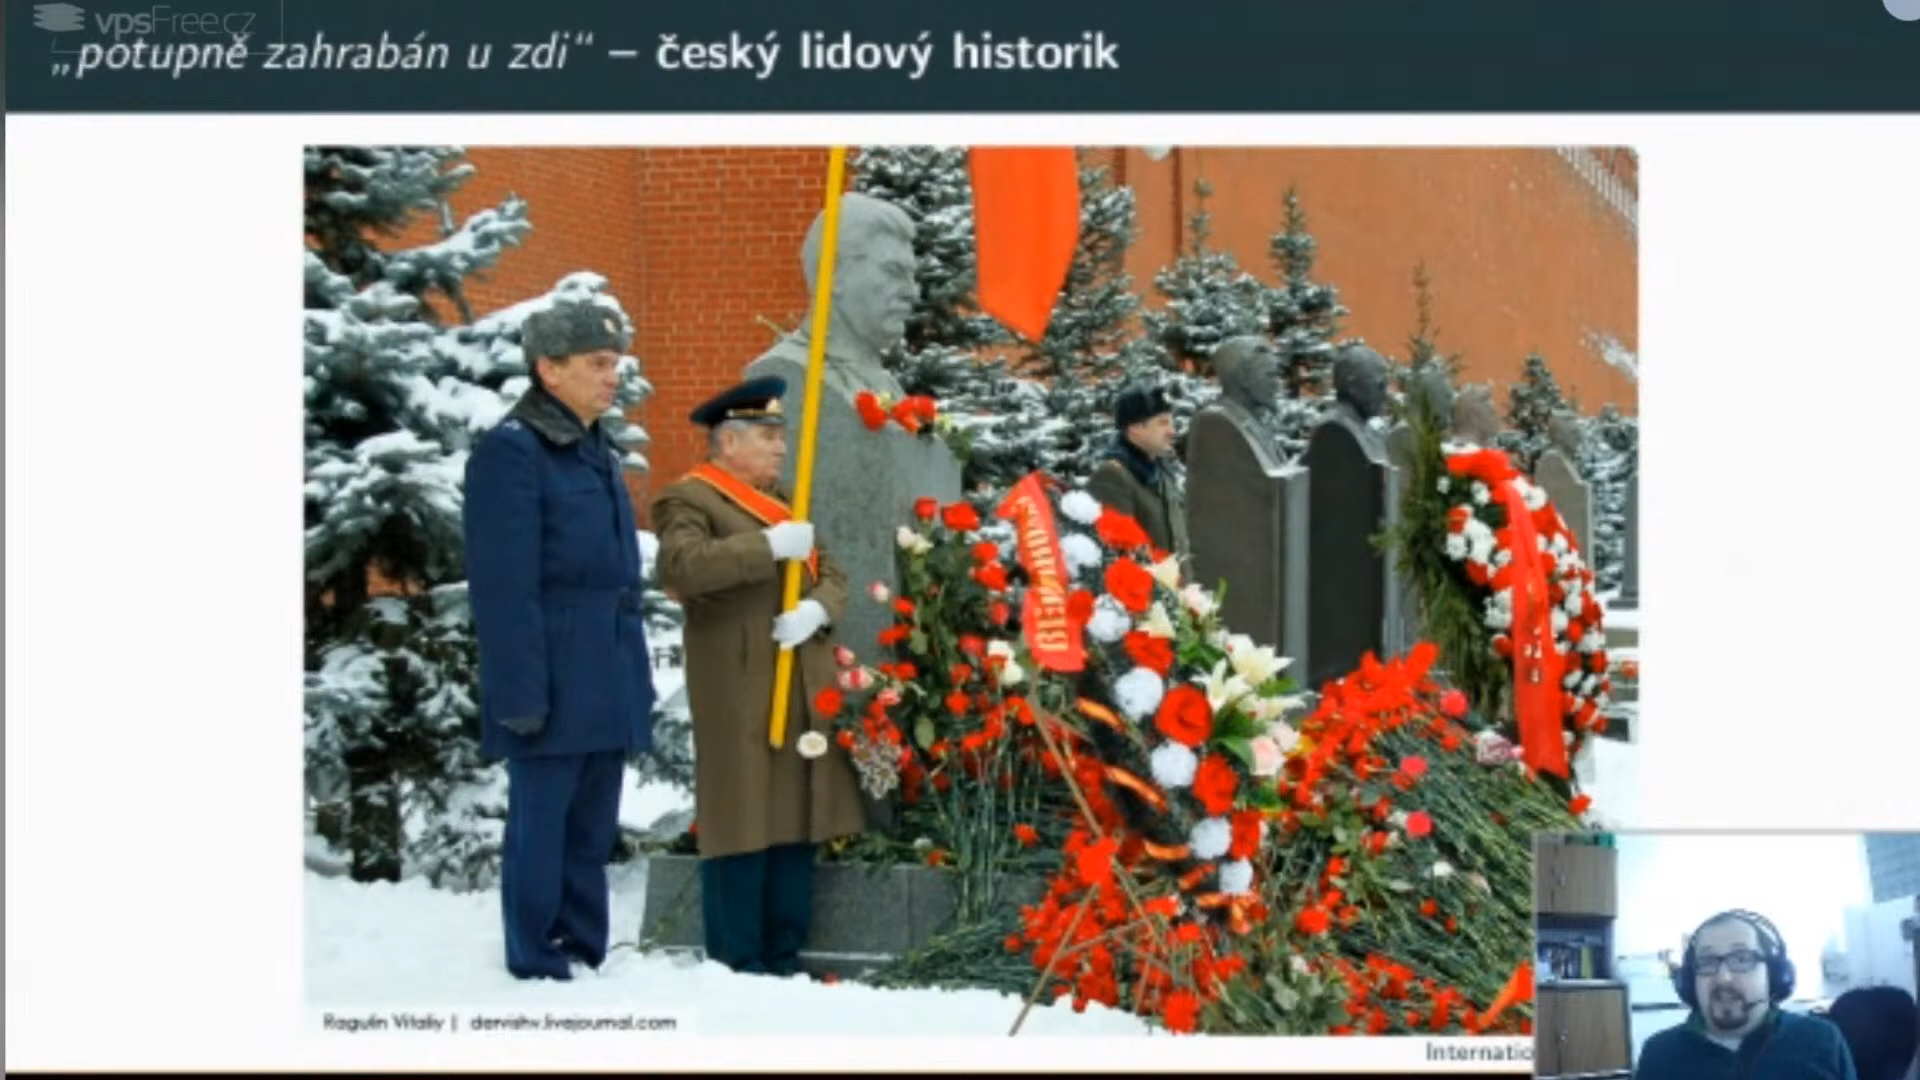 vpsFree.cz
„potupně zahrabán u zdi“ – český lidový historik
Ragulin Vitaliy | dervishv.livejournal.com
Internatio